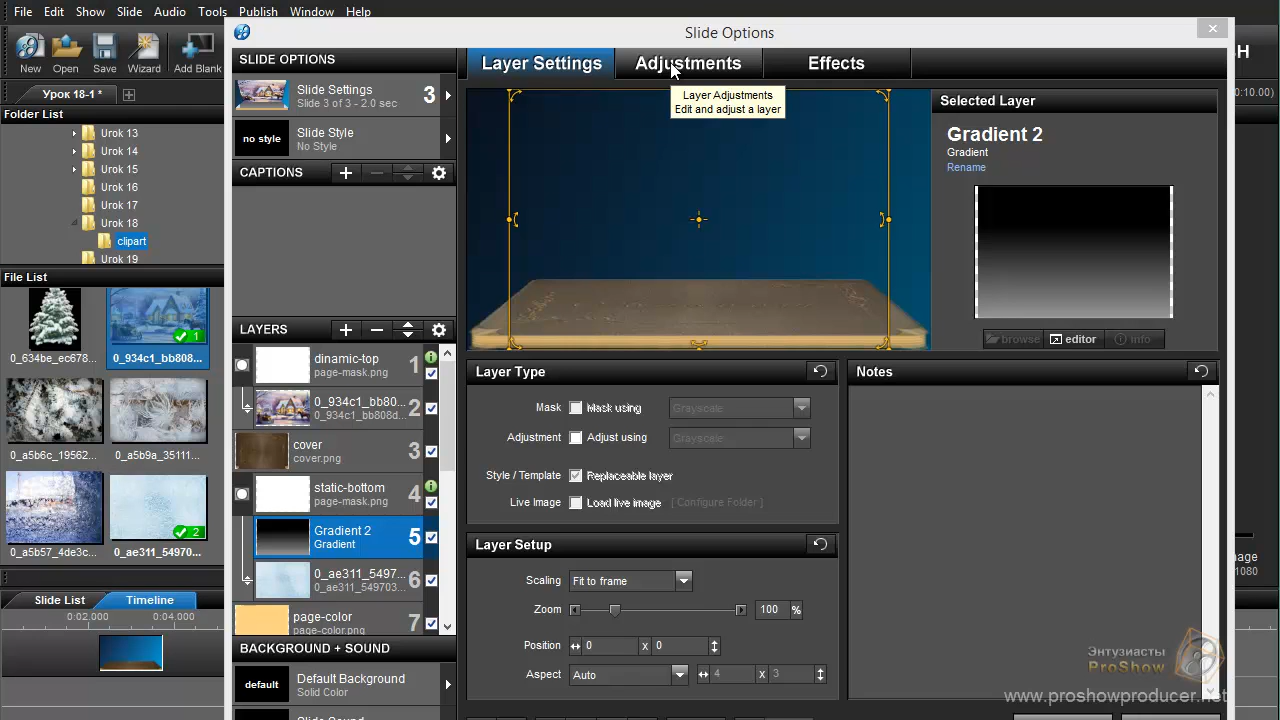 File Edit Show Slide Audio Tools Publish Window Help
Slide Options
New Open Save Wizard Add Blank
SH
:10.00)
Урок 18-1 *
Folder List
Urok 13
Urok 14
Urok 15
Urok 16
Urok 17
Urok 18
clipart
Urok 19
File List
0_634be_ec678...
0_934c1_bb808...
1
0_a5b6c_19562...
0_a5b9a_35111...
0_a5b57_4de3c...
0_ae311_54970...
2
Slide List Timeline
0:02.000 0:04.000
SLIDE OPTIONS
Slide Settings
Slide 3 of 3 - 2.0 sec
3
no style
Slide Style
No Style
CAPTIONS
LAYERS
dinamic-top
page-mask.png
1
0_934c1_bb80...
0_934c1_bb808d...
2
cover
cover.png
3
static-bottom
page-mask.png
4
Gradient 2
Gradient
5
0_ae311_5497...
0_ae311_549703...
6
page-color
page-color.png
7
BACKGROUND + SOUND
default
Default Background
Solid Color
Layer Settings Adjustments Effects
Layer Adjustments
Edit and adjust a layer
Selected Layer
Gradient 2
Gradient
Rename
browse editor info
Layer Type
Mask Mask using Grayscale
Adjustment Adjust using Grayscale
Style / Template Replaceable layer
Live Image Load live image [ Configure Folder ]
Layer Setup
Scaling Fit to frame
Zoom 100 %
Position 0 x 0
Aspect Auto 4 x 3
Notes
age
1080
Энтузиасты
ProShow
www.proshowproducer.net